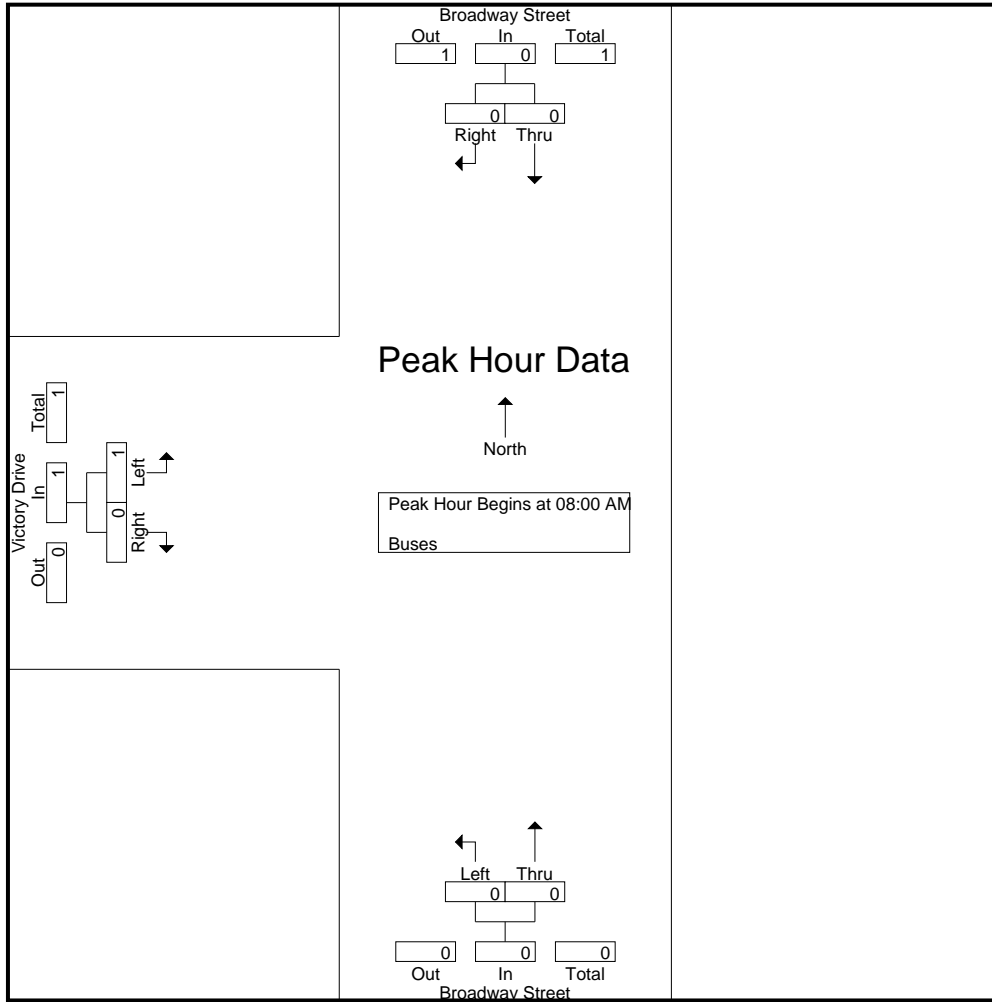 Broadway Street
Out In Total
1 0 1
0 0
Right Thru
Peak Hour Data
North
Peak Hour Begins at 08:00 AM
Buses
Victory Drive
Out In Total
0 1 1
0 1
Right Left
Left Thru
0 0
0 0 0
Out In Total
Broadway Street